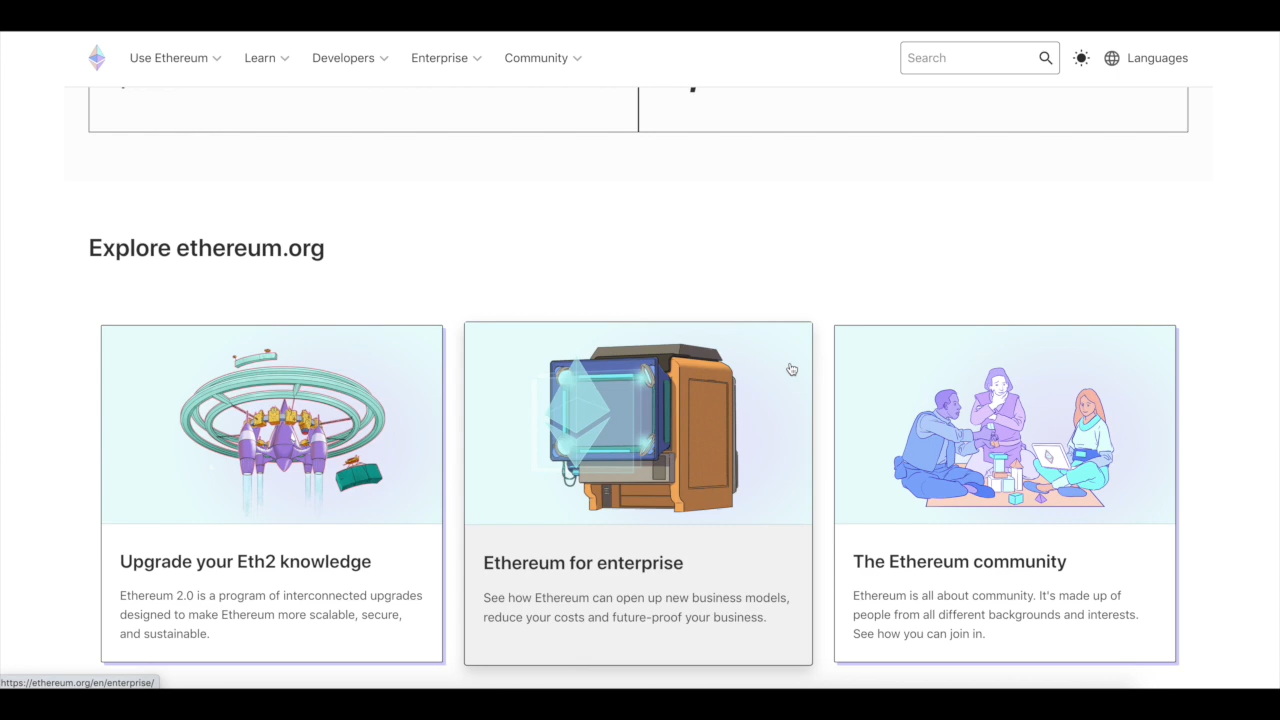 Use Ethereum Learn Developers Enterprise Community Search Languages
Explore ethereum.org
Upgrade your Eth2 knowledge
Ethereum 2.0 is a program of interconnected upgrades
designed to make Ethereum more scalable, secure,
and sustainable.
Ethereum for enterprise
See how Ethereum can open up new business models,
reduce your costs and future-proof your business.
The Ethereum community
Ethereum is all about community. It's made up of
people from all different backgrounds and interests.
See how you can join in.
https://ethereum.org/en/enterprise/